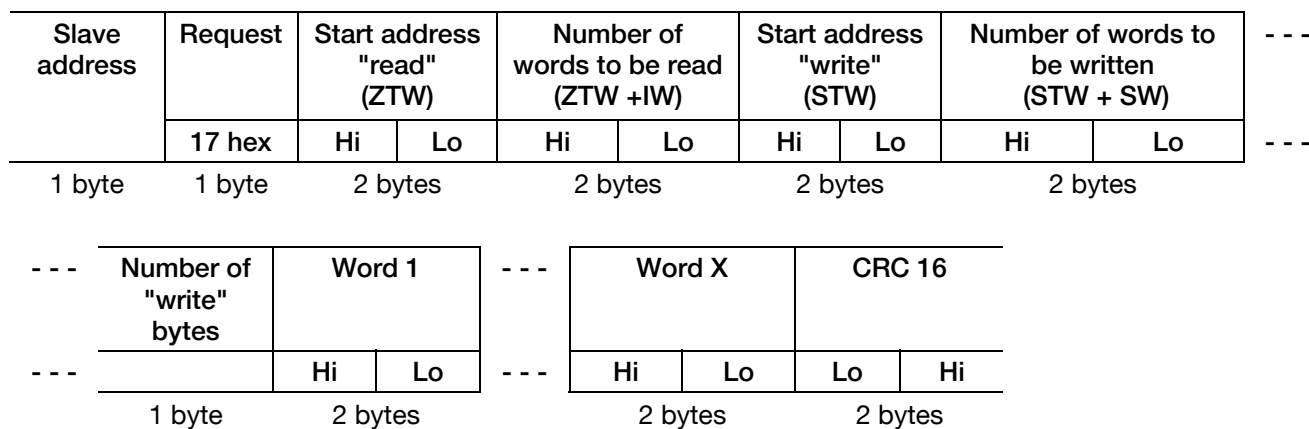 Slave Request Start address Number of Start address Number of words to - - -
address "read" words to be read "write" be written
(ZTW) (ZTW +IW) (STW) (STW + SW)
17 hex Hi Lo Hi Lo Hi Lo Hi Lo - - -
1 byte 1 byte 2 bytes 2 bytes 2 bytes 2 bytes
- - - Number of Word 1 - - - Word X CRC 16
"write"
bytes
- - - Hi Lo - - - Hi Lo Lo Hi
1 byte 2 bytes 2 bytes 2 bytes